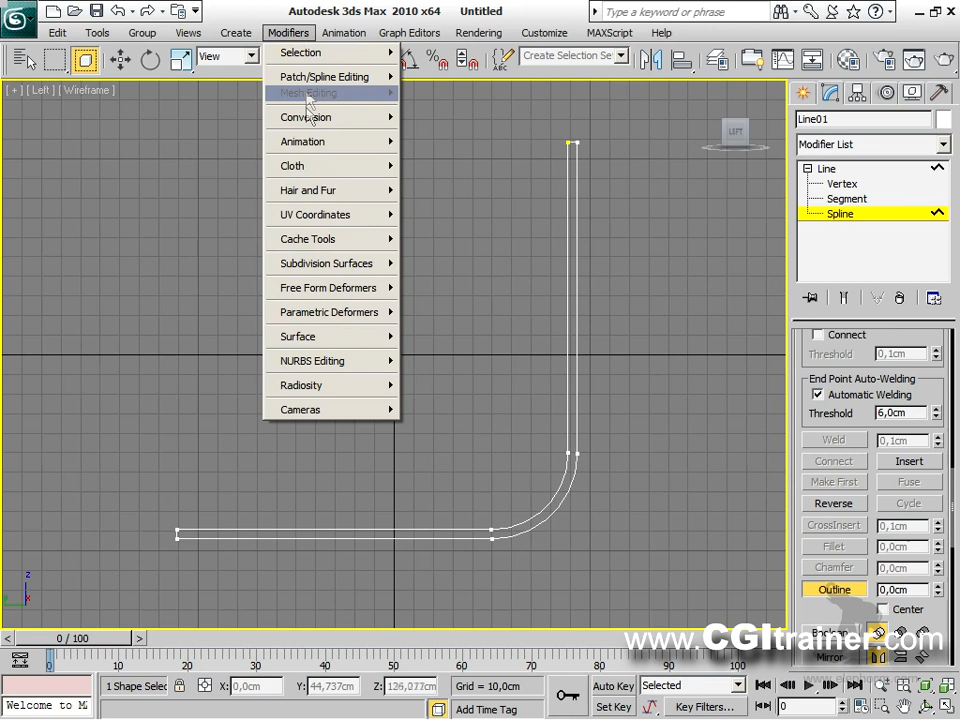 Autodesk 3ds Max 2010 x64 Untitled
Type a keyword or phrase
Edit Tools Group Views Create Modifiers Animation Graph Editors Rendering Customize MAXScript Help
View
Create Selection Se
[ + ] [ Left ] [ Wireframe ]
Selection
Patch/Spline Editing
Mesh Editing
Conversion
Animation
Cloth
Hair and Fur
UV Coordinates
Cache Tools
Subdivision Surfaces
Free Form Deformers
Parametric Deformers
Surface
NURBS Editing
Radiosity
Cameras
LEFT
Line01
Modifier List
Line
Vertex
Segment
Spline
Connect
Threshold 0,1cm
End Point Auto-Welding
Automatic Welding
Threshold 6,0cm
Weld 0,1cm
Connect Insert
Make First Fuse
Reverse Cycle
CrossInsert 0,1cm
Fillet 0,0cm
Chamfer 0,0cm
Outline 0,0cm
Center
Boolean
Mirror
www.CGItrainer.com
z
x
0 / 100
0 10 20 30 40 50 60 70 80 90 100
1 Shape Selec X: 0,0cm Y: 44,737cm Z: 126,077cm Grid = 10,0cm Auto Key Selected
Welcome to M Add Time Tag Set Key Key Filters... 0